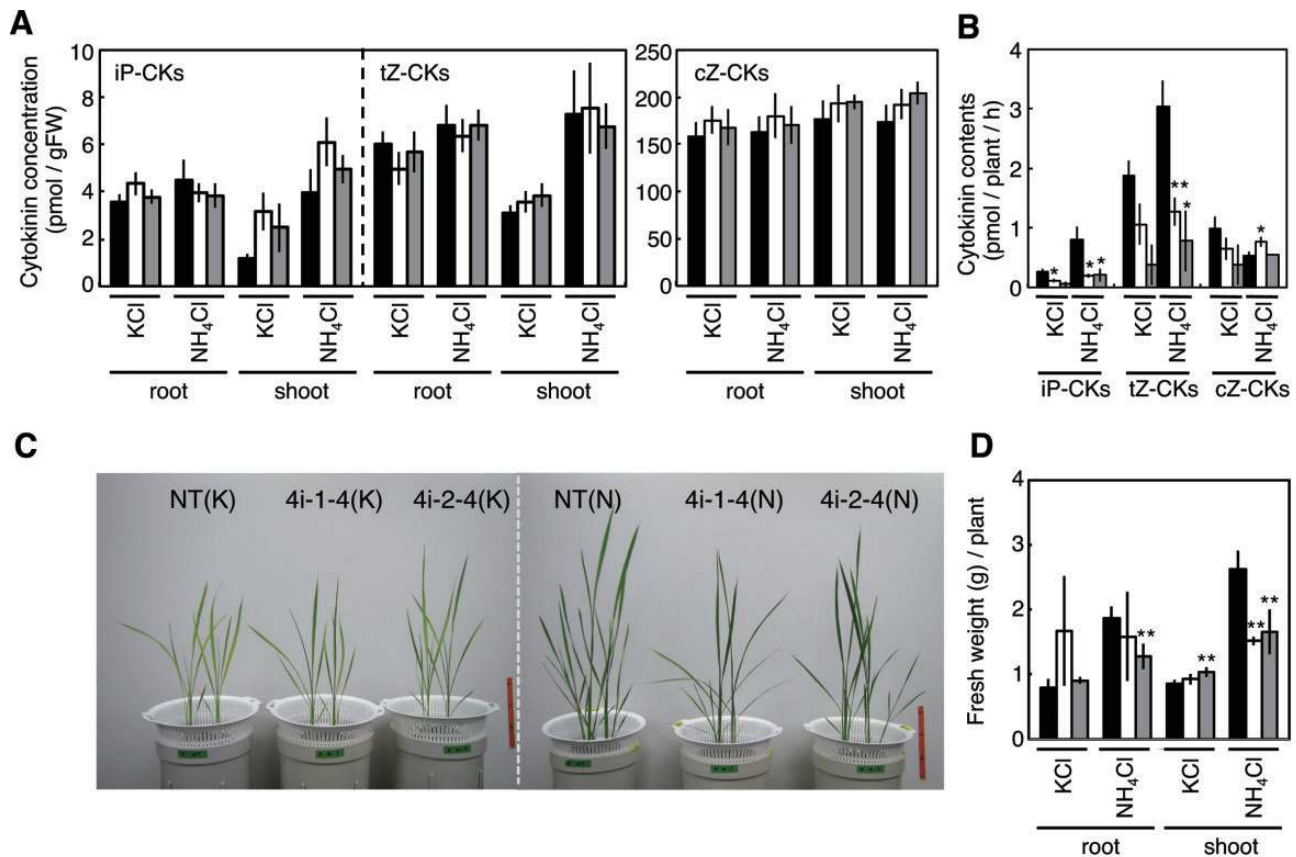 A
Cytokinin concentration
(pmol / gFW)
10
8
6
4
2
0
iP-CKs
tZ-CKs
KCl
NH₄Cl
KCl
NH₄Cl
KCl
NH₄Cl
KCl
NH₄Cl
root
shoot
root
shoot
250
200
150
100
50
0
cZ-CKs
KCl
NH₄Cl
KCl
NH₄Cl
root
shoot
B
Cytokinin contents
(pmol / plant / h)
4
3
2
1
0
*
* *
**
*
*
KCl
NH₄Cl
KCl
NH₄Cl
KCl
NH₄Cl
iP-CKs
tZ-CKs
cZ-CKs
C
NT(K)
4i-1-4(K)
4i-2-4(K)
NT(N)
4i-1-4(N)
4i-2-4(N)
D
Fresh weight (g) / plant
4
3
2
1
0
**
**
**
**
KCl
NH₄Cl
KCl
NH₄Cl
root
shoot